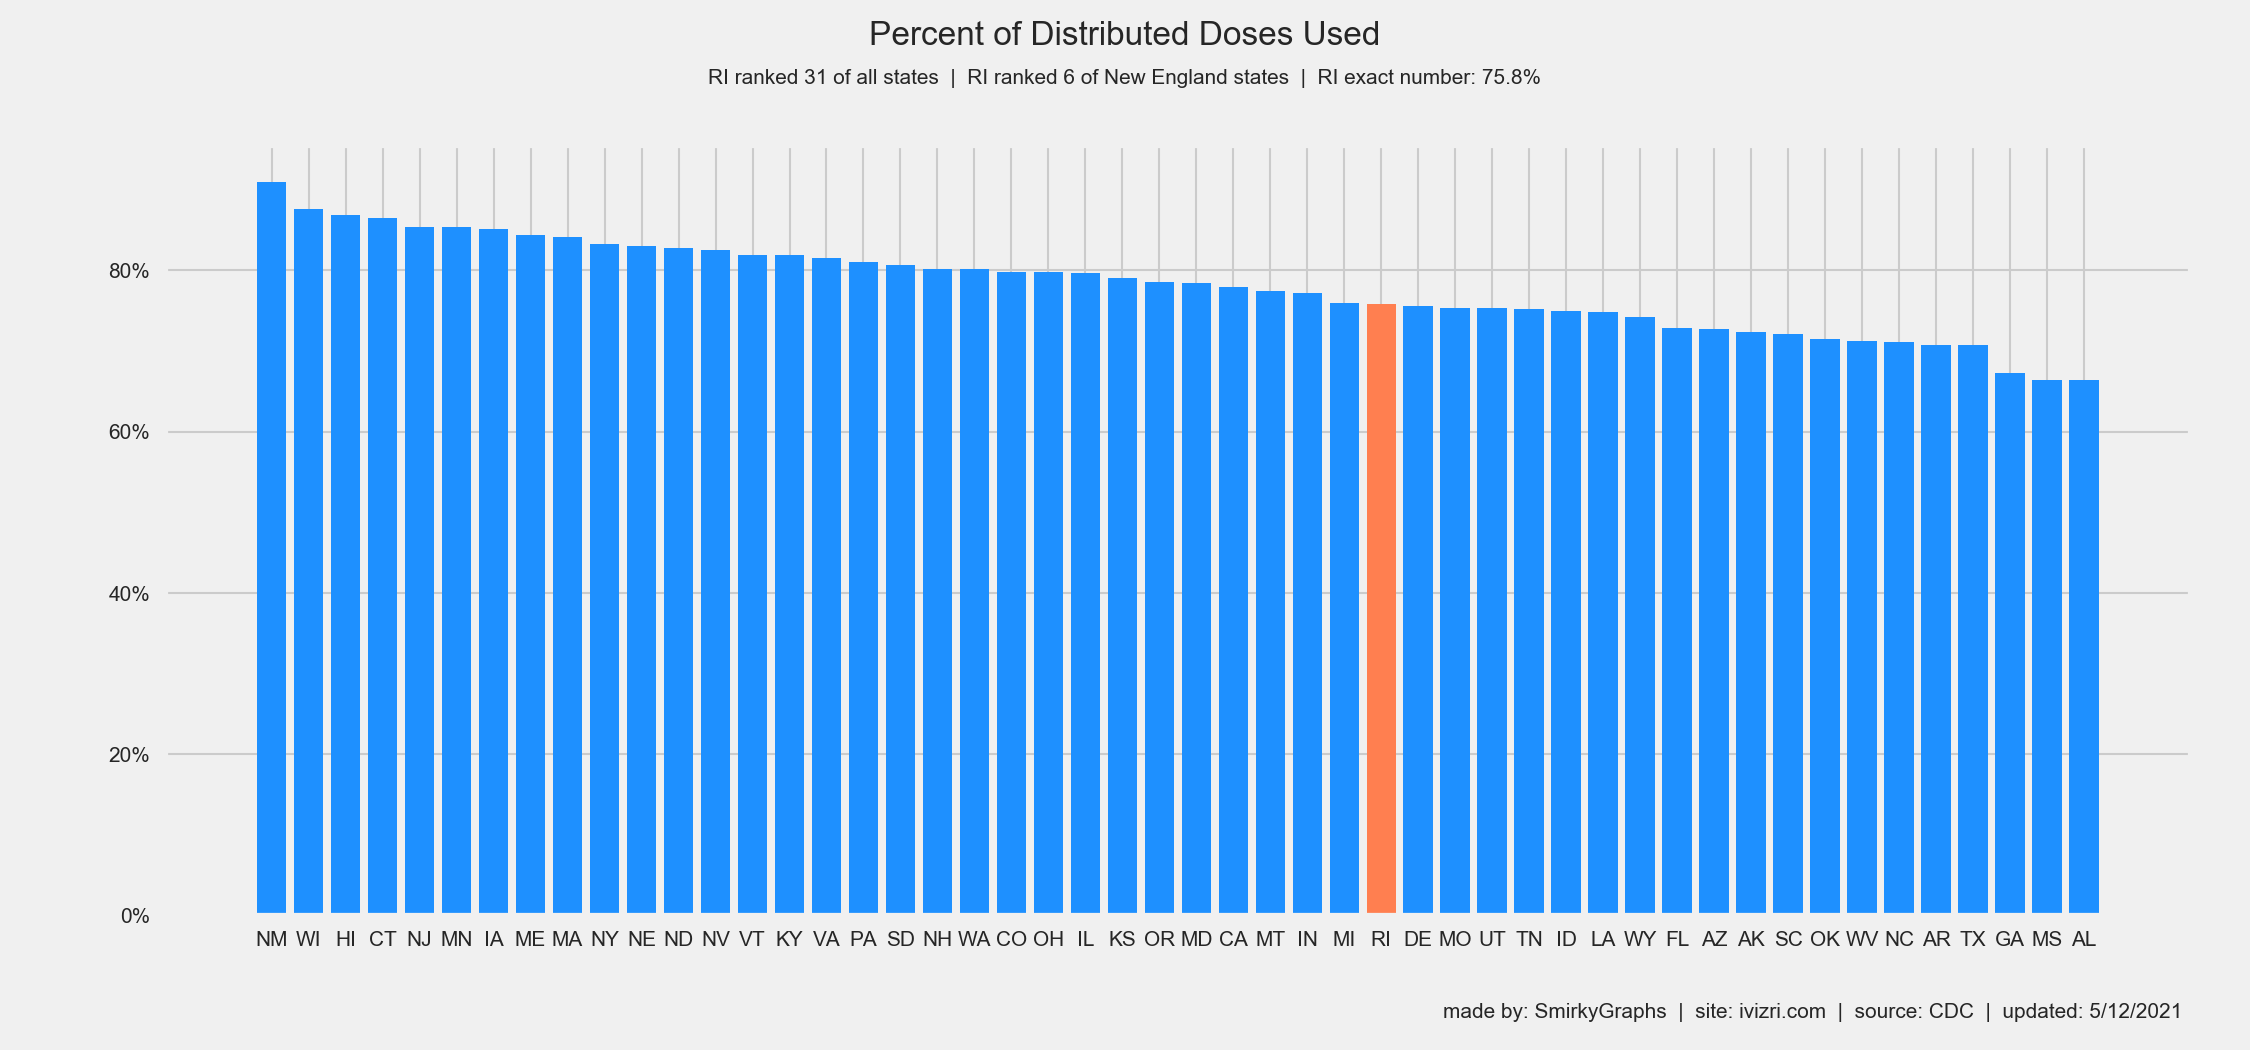 Percent of Distributed Doses Used
RI ranked 31 of all states | RI ranked 6 of New England states | RI exact number: 75.8%
80%
60%
40%
20%
0%
NM WI HI CT NJ MN IA ME MA NY NE ND NV VT KY VA PA SD NH WA CO OH IL KS OR MD CA MT IN MI RI DE MO UT TN ID LA WY FL AZ AK SC OK WV NC AR TX GA MS AL
made by: SmirkyGraphs | site: ivizri.com | source: CDC | updated: 5/12/2021